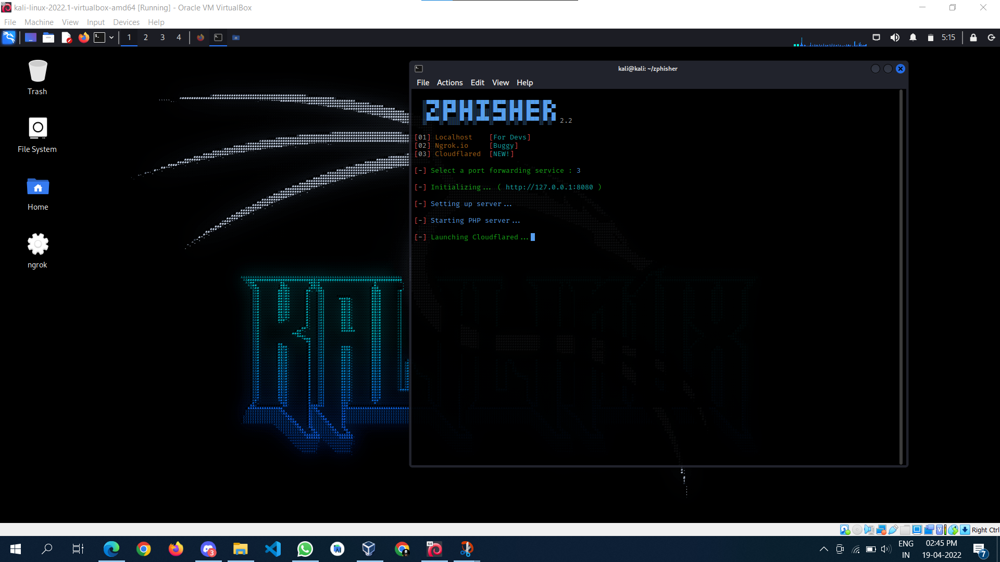 kali-linux-2022.1-virtualbox-amd64 [Running] - Oracle VM VirtualBox
File Machine View Input Devices Help
1 2 3 4
5:15
Trash
File System
Home
ngrok
kali@kali: ~/zphisher
File Actions Edit View Help
ZPHISHER 2.2
[01] Localhost [For Devs]
[02] Ngrok.io [Buggy]
[03] Cloudflared [NEW!]
[-] Select a port forwarding service : 3
[-] Initializing... ( http://127.0.0.1:8080 )
[-] Setting up server...
[-] Starting PHP server...
[-] Launching Cloudflared...
KAL
Right Ctrl
3
64
ENG
IN
02:45 PM
19-04-2022
7